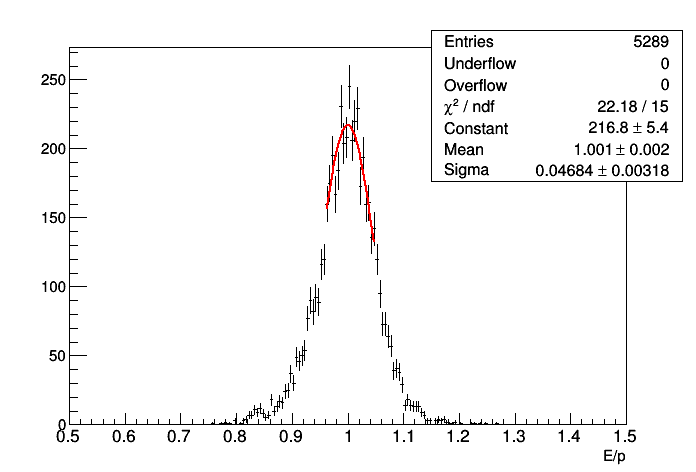 Entries 5289
Underflow 0
Overflow 0
χ² / ndf 22.18 / 15
Constant 216.8 ± 5.4
Mean 1.001 ± 0.002
Sigma 0.04684 ± 0.00318
250
200
150
100
50
0
0.5 0.6 0.7 0.8 0.9 1 1.1 1.2 1.3 1.4 1.5
E/p